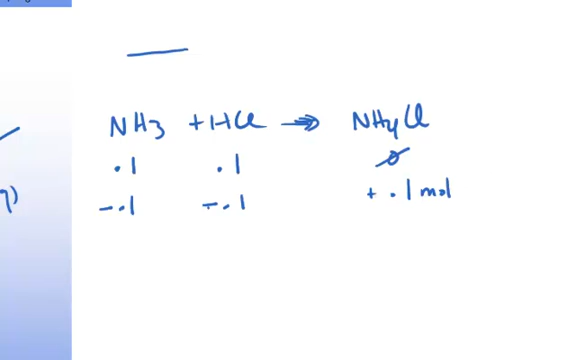 NH3 + HCl → NH4Cl
.1 .1 0
-.1 -.1 + .1 mol